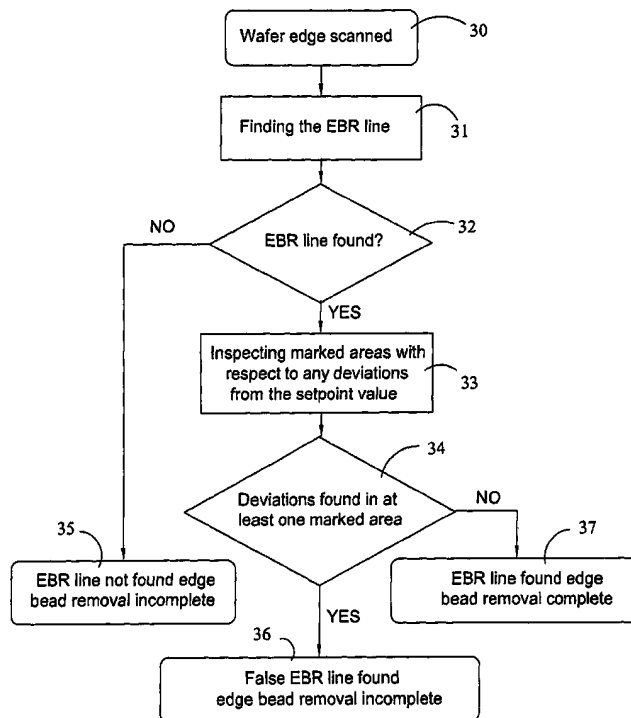 Wafer edge scanned
30
Finding the EBR line
31
NO
EBR line found?
32
YES
Inspecting marked areas with
respect to any deviations
from the setpoint value
33
34
Deviations found in at
least one marked area
NO
35
EBR line not found edge
bead removal incomplete
37
EBR line found edge
bead removal complete
YES
36
False EBR line found
edge bead removal incomplete